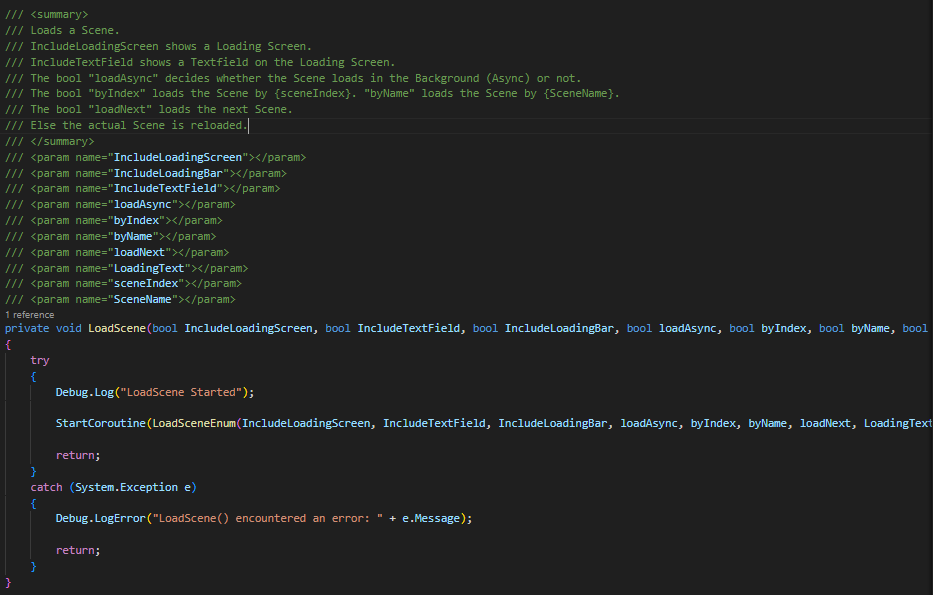 /// <summary>
/// Loads a Scene.
/// IncludeLoadingScreen shows a Loading Screen.
/// IncludeTextField shows a Textfield on the Loading Screen.
/// The bool "loadAsync" decides whether the Scene loads in the Background (Async) or not.
/// The bool "byIndex" loads the Scene by {sceneIndex}. "byName" loads the Scene by {SceneName}.
/// The bool "loadNext" loads the next Scene.
/// Else the actual Scene is reloaded.
/// </summary>
/// <param name="IncludeLoadingScreen"></param>
/// <param name="IncludeLoadingBar"></param>
/// <param name="IncludeTextField"></param>
/// <param name="loadAsync"></param>
/// <param name="byIndex"></param>
/// <param name="byName"></param>
/// <param name="loadNext"></param>
/// <param name="LoadingText"></param>
/// <param name="sceneIndex"></param>
/// <param name="SceneName"></param>
1 reference
private void LoadScene(bool IncludeLoadingScreen, bool IncludeTextField, bool IncludeLoadingBar, bool loadAsync, bool byIndex, bool byName, bool
{
try
{
Debug.Log("LoadScene Started");
StartCoroutine(LoadSceneEnum(IncludeLoadingScreen, IncludeTextField, IncludeLoadingBar, loadAsync, byIndex, byName, loadNext, LoadingText
return;
}
catch (System.Exception e)
{
Debug.LogError("LoadScene() encountered an error: " + e.Message);
return;
}
}